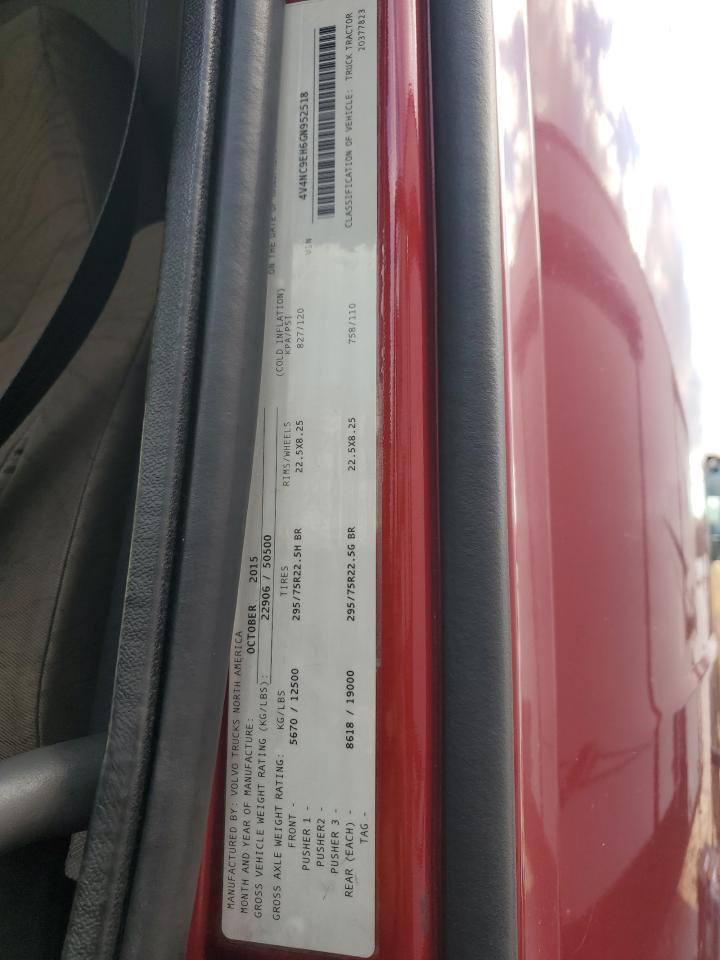 MANUFACTURED BY: VOLVO TRUCKS NORTH AMERICA
MONTH AND YEAR OF MANUFACTURE: OCTOBER 2015
GROSS VEHICLE WEIGHT RATING (KG/LBS): 22906 / 50500
ON THE DATE OF
GROSS AXLE WEIGHT RATING: KG/LBS TIRES RIMS/WHEELS (COLD INFLATION) KPA/PSI
FRONT - 5670 / 12500 295/75R22.5H BR 22.5X8.25 827/120
VIN 4V4NC9EH6GN952518
PUSHER 1 -
PUSHER2 -
PUSHER 3 -
REAR (EACH) - 8618 / 19000 295/75R22.5G BR 22.5X8.25 758/110
CLASSIFICATION OF VEHICLE: TRUCK TRACTOR
TAG -
20377823